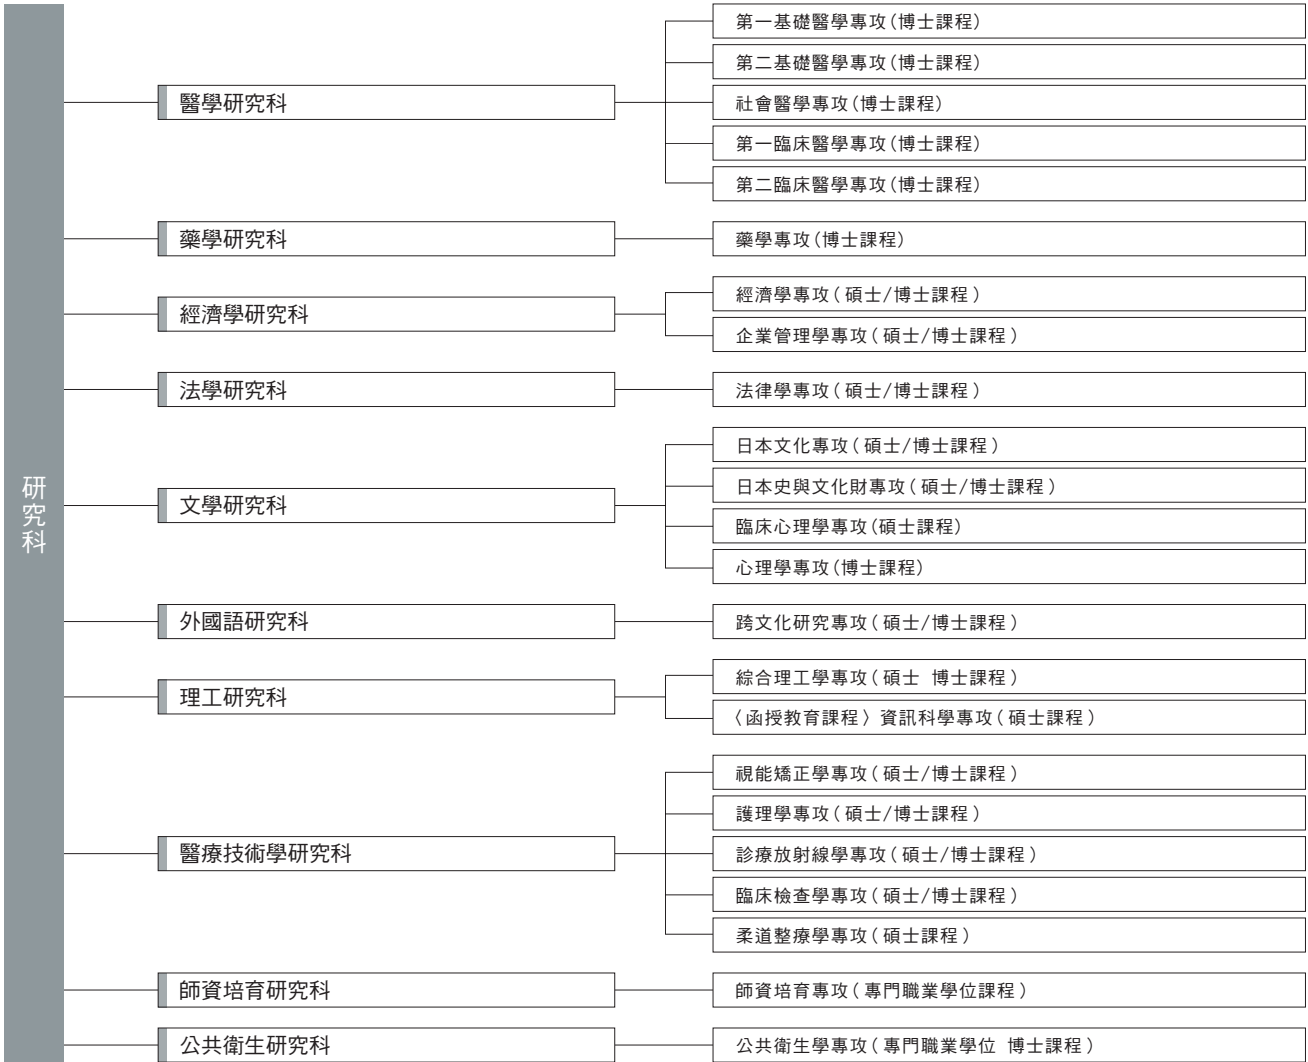 研究科
醫學研究科
第一基礎醫學專攻(博士課程)
第二基礎醫學專攻(博士課程)
社會醫學專攻(博士課程)
第一臨床醫學專攻(博士課程)
第二臨床醫學專攻(博士課程)
藥學研究科
藥學專攻(博士課程)
經濟學研究科
經濟學專攻(碩士/博士課程)
企業管理學專攻(碩士/博士課程)
法學研究科
法律學專攻(碩士/博士課程)
文學研究科
日本文化專攻(碩士/博士課程)
日本史與文化財專攻(碩士/博士課程)
臨床心理學專攻(碩士課程)
心理學專攻(博士課程)
外國語研究科
跨文化研究專攻(碩士/博士課程)
理工研究科
綜合理工學專攻(碩士 博士課程)
〈函授教育課程〉資訊科學專攻(碩士課程)
醫療技術學研究科
視能矯正學專攻(碩士/博士課程)
護理學專攻(碩士/博士課程)
診療放射線學專攻(碩士/博士課程)
臨床檢查學專攻(碩士/博士課程)
柔道整療學專攻(碩士課程)
師資培育研究科
師資培育專攻(專門職業學位課程)
公共衛生研究科
公共衛生學專攻(專門職業學位 博士課程)